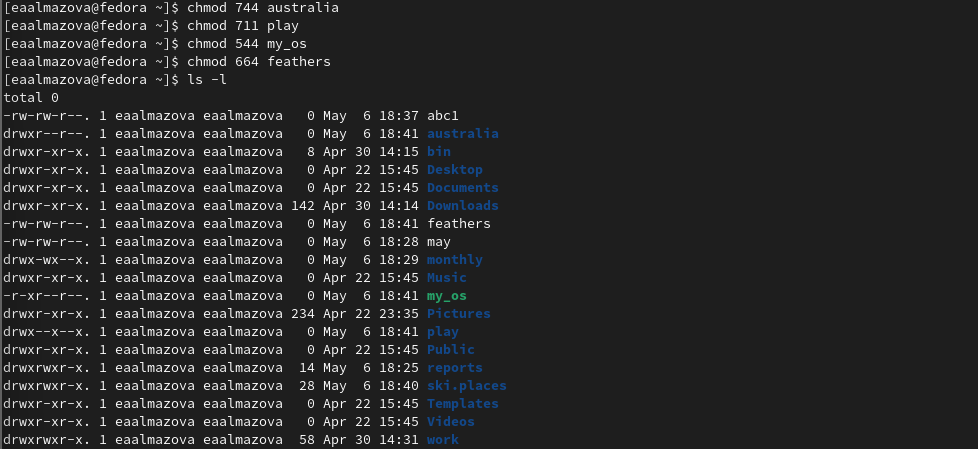 [eaalmazova@fedora ~]$ chmod 744 australia
[eaalmazova@fedora ~]$ chmod 711 play
[eaalmazova@fedora ~]$ chmod 544 my_os
[eaalmazova@fedora ~]$ chmod 664 feathers
[eaalmazova@fedora ~]$ ls -l
total 0
-rw-rw-r--. 1 eaalmazova eaalmazova   0 May  6 18:37 abc1
drwxr--r--. 1 eaalmazova eaalmazova   0 May  6 18:41 australia
drwxr-xr-x. 1 eaalmazova eaalmazova   8 Apr 30 14:15 bin
drwxr-xr-x. 1 eaalmazova eaalmazova   0 Apr 22 15:45 Desktop
drwxr-xr-x. 1 eaalmazova eaalmazova   0 Apr 22 15:45 Documents
drwxr-xr-x. 1 eaalmazova eaalmazova 142 Apr 30 14:14 Downloads
-rw-rw-r--. 1 eaalmazova eaalmazova   0 May  6 18:41 feathers
-rw-rw-r--. 1 eaalmazova eaalmazova   0 May  6 18:28 may
drwx-wx--x. 1 eaalmazova eaalmazova   0 May  6 18:29 monthly
drwxr-xr-x. 1 eaalmazova eaalmazova   0 Apr 22 15:45 Music
-r-xr--r--. 1 eaalmazova eaalmazova   0 May  6 18:41 my_os
drwxr-xr-x. 1 eaalmazova eaalmazova 234 Apr 22 23:35 Pictures
drwx--x--x. 1 eaalmazova eaalmazova   0 May  6 18:41 play
drwxr-xr-x. 1 eaalmazova eaalmazova   0 Apr 22 15:45 Public
drwxrwxr-x. 1 eaalmazova eaalmazova  14 May  6 18:25 reports
drwxrwxr-x. 1 eaalmazova eaalmazova  28 May  6 18:40 ski.places
drwxr-xr-x. 1 eaalmazova eaalmazova   0 Apr 22 15:45 Templates
drwxr-xr-x. 1 eaalmazova eaalmazova   0 Apr 22 15:45 Videos
drwxrwxr-x. 1 eaalmazova eaalmazova  58 Apr 30 14:31 work